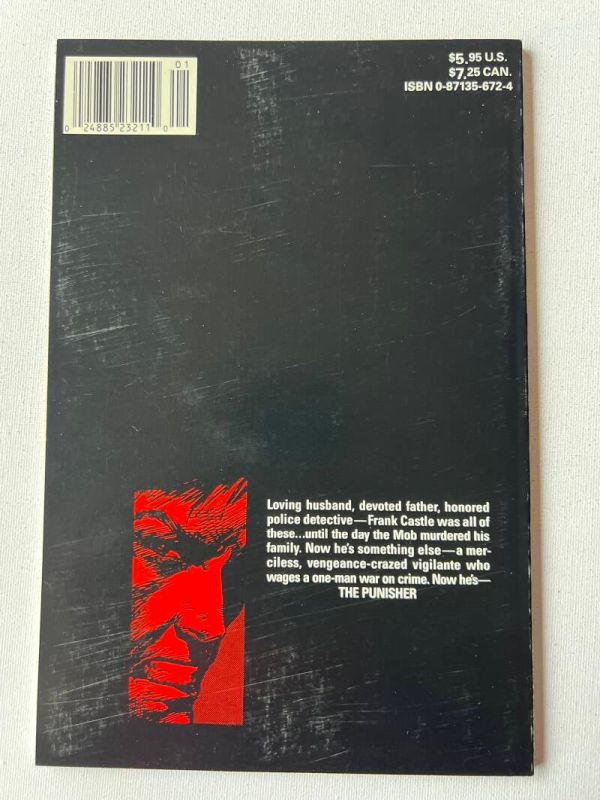 01
0 24885 23211 0
$5.95 U.S.
$7.25 CAN.
ISBN 0-87135-672-4
Loving husband, devoted father, honored
police detective—Frank Castle was all of
these...until the day the Mob murdered his
family. Now he's something else—a mer-
ciless, vengeance-crazed vigilante who
wages a one-man war on crime. Now he's—
THE PUNISHER